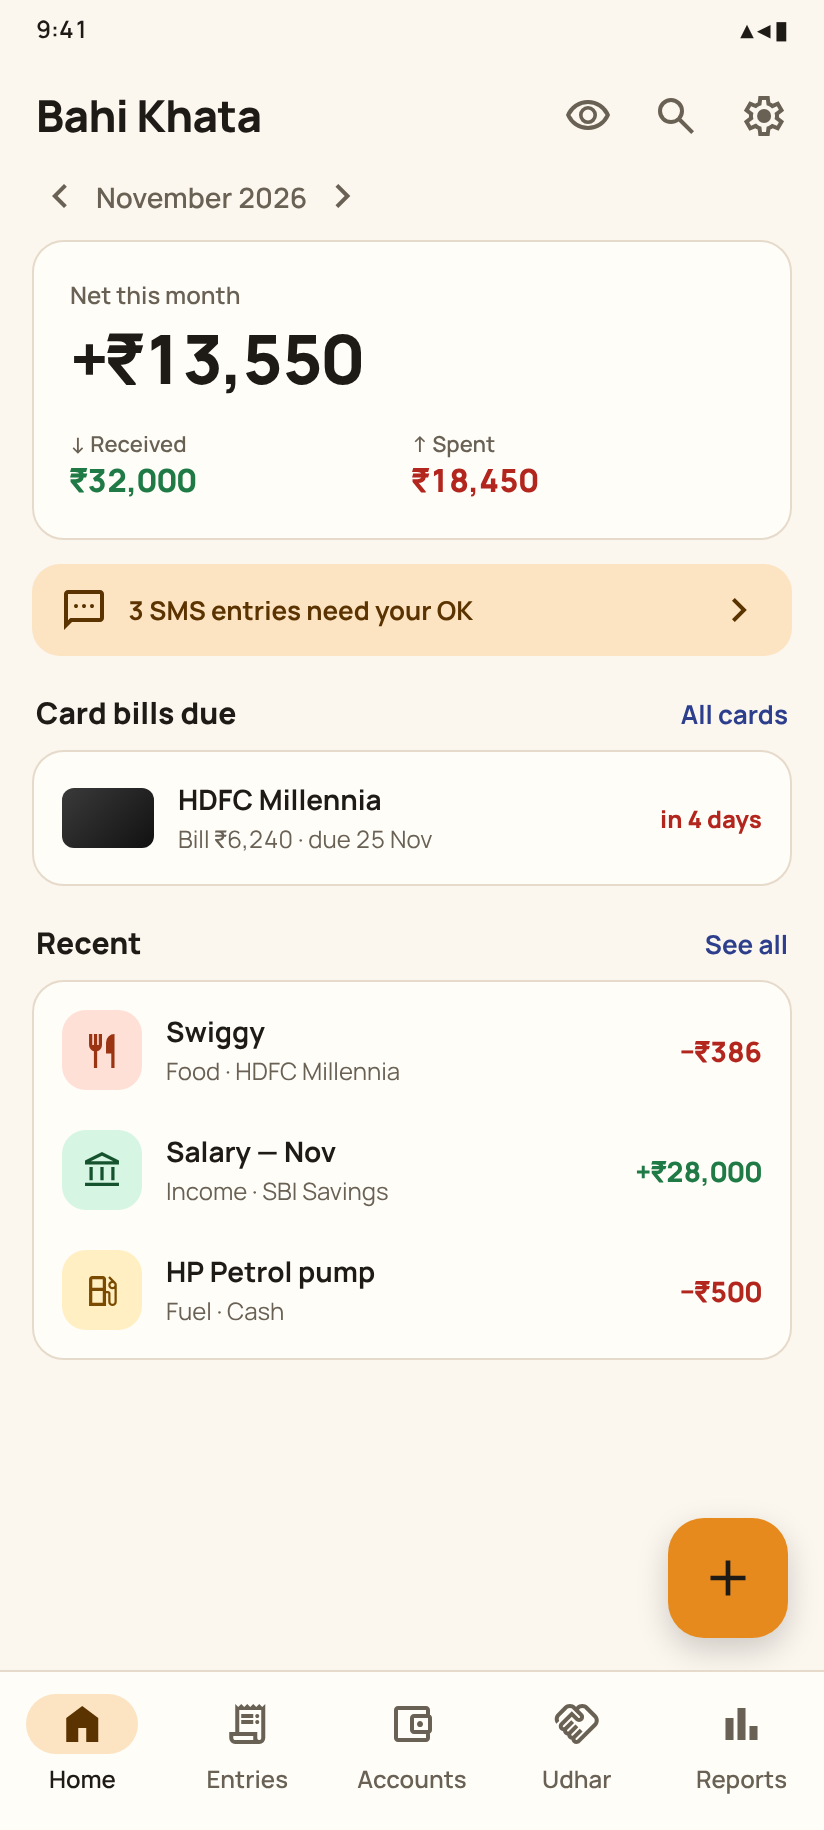 9:41
Bahi Khata
November 2026
Net this month
+₹13,550
↓ Received
↑ Spent
₹32,000
₹18,450
3 SMS entries need your OK
Card bills due
All cards
HDFC Millennia
Bill ₹6,240 · due 25 Nov
in 4 days
Recent
See all
Swiggy
Food · HDFC Millennia
−₹386
Salary — Nov
Income · SBI Savings
+₹28,000
HP Petrol pump
Fuel · Cash
−₹500
Home
Entries
Accounts
Udhar
Reports